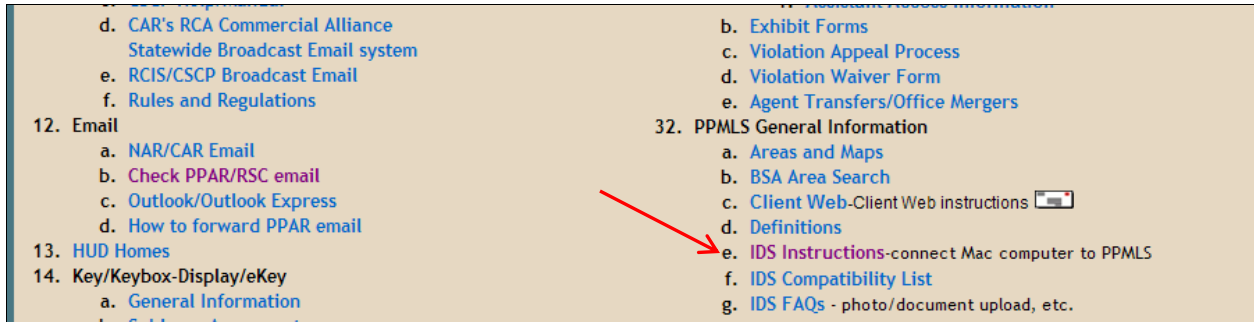 d. CAR's RCA Commercial Alliance
Statewide Broadcast Email system
e. RCIS/CSCP Broadcast Email
f. Rules and Regulations
12. Email
a. NAR/CAR Email
b. Check PPAR/RSC email
c. Outlook/Outlook Express
d. How to forward PPAR email
13. HUD Homes
14. Key/Keybox-Display/eKey
a. General Information
b. Exhibit Forms
c. Violation Appeal Process
d. Violation Waiver Form
e. Agent Transfers/Office Mergers
32. PPMLS General Information
a. Areas and Maps
b. BSA Area Search
c. Client Web-Client Web instructions
d. Definitions
e. IDS Instructions-connect Mac computer to PPMLS
f. IDS Compatibility List
g. IDS FAQs - photo/document upload, etc.